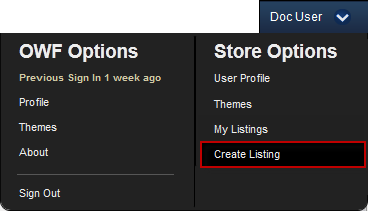 Doc User
OWF Options
Previous Sign In 1 week ago
Profile
Themes
About
Sign Out
Store Options
User Profile
Themes
My Listings
Create Listing